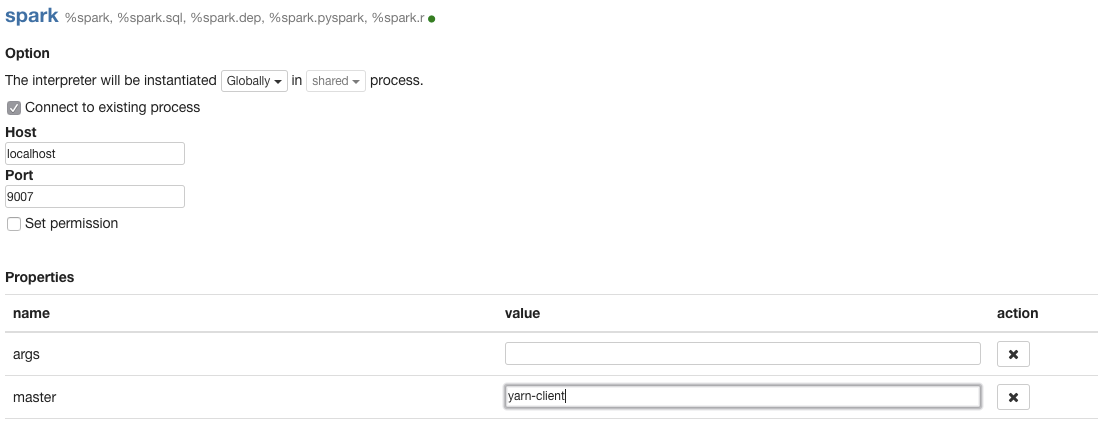 spark %spark, %spark.sql, %spark.dep, %spark.pyspark, %spark.r
Option
The interpreter will be instantiated Globally in shared process.
Connect to existing process
Host
localhost
Port
9007
Set permission
Properties
name value action
args
master yarn-client